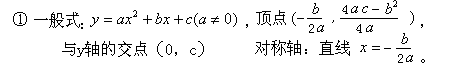 ① 一般式: y=ax²+bx+c(a≠0) , 顶点 (-b/2a , 4ac-b²/4a ) ,
与y轴的交点（0, c） 对称轴: 直线 x=-b/2a 。